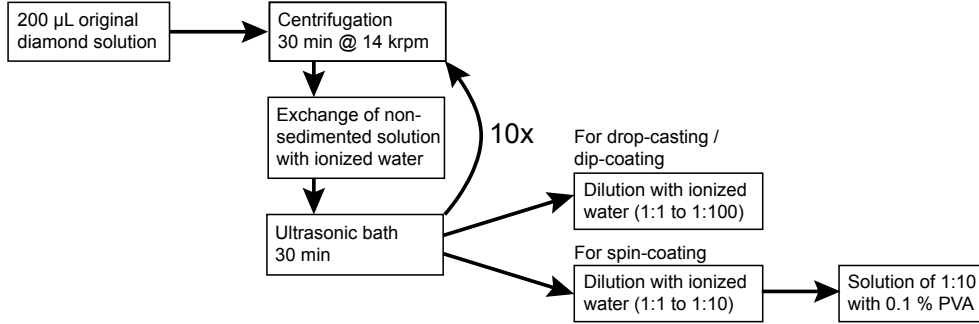 200 µL original
diamond solution
Centrifugation
30 min @ 14 krpm
Exchange of non-
sedimented solution
with ionized water
10x
Ultrasonic bath
30 min
For drop-casting /
dip-coating
Dilution with ionized
water (1:1 to 1:100)
For spin-coating
Dilution with ionized
water (1:1 to 1:10)
Solution of 1:10
with 0.1 % PVA